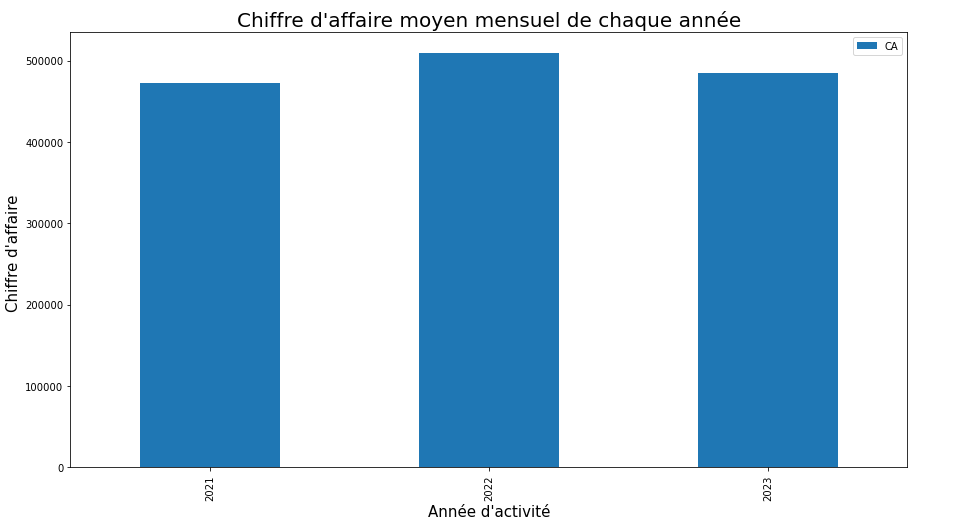 Chiffre d'affaire moyen mensuel de chaque année
CA
500000
400000
300000
200000
100000
0
Chiffre d'affaire
2021
2022
2023
Année d'activité